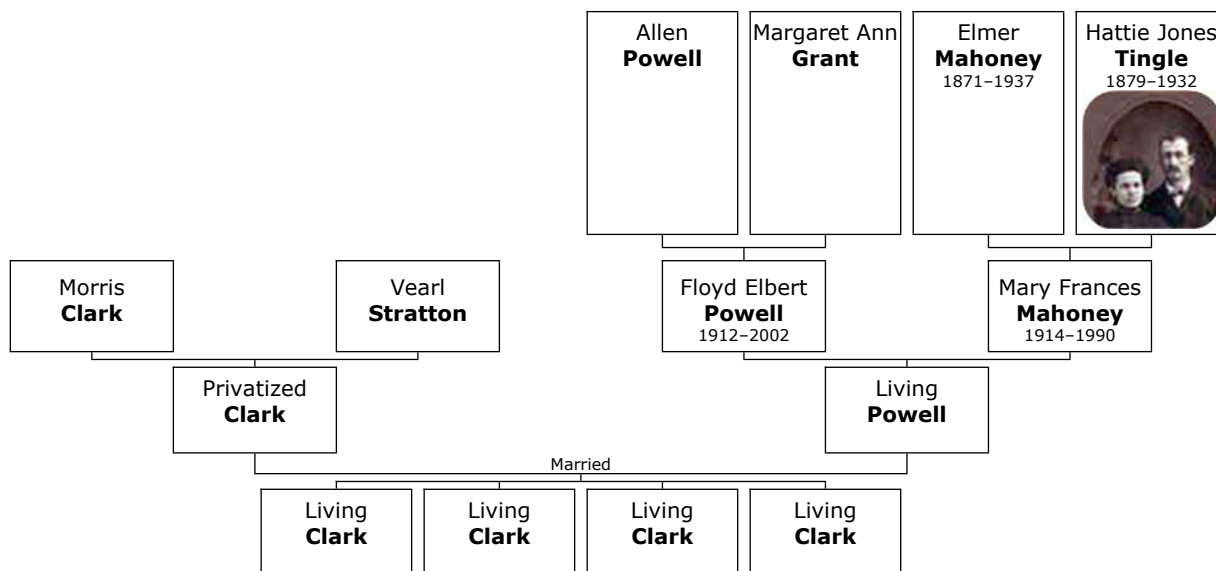 Allen
Powell
Margaret Ann
Grant
Elmer
Mahoney
1871–1937
Hattie Jones
Tingle
1879–1932
Morris
Clark
Vearl
Stratton
Floyd Elbert
Powell
1912–2002
Mary Frances
Mahoney
1914–1990
Privatized
Clark
Living
Powell
Married
Living
Clark
Living
Clark
Living
Clark
Living
Clark